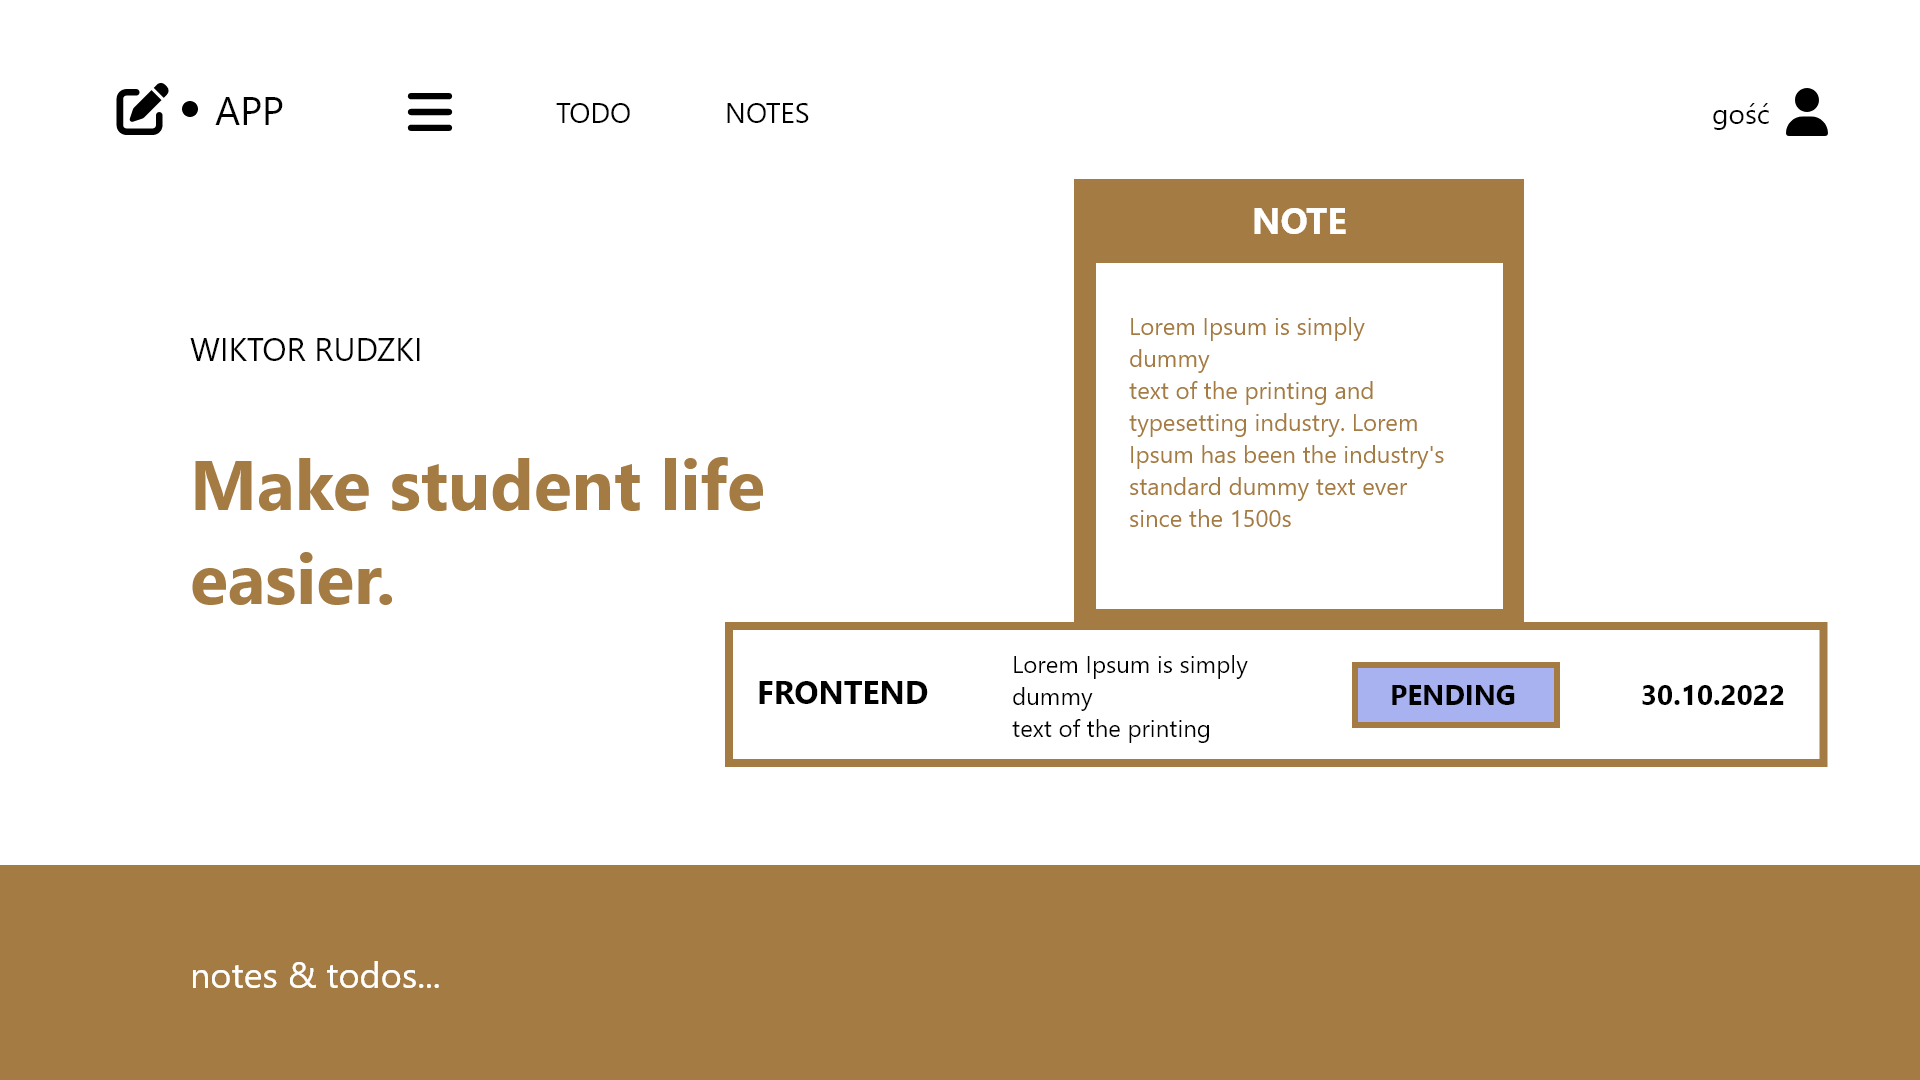 APP
TODO
NOTES
gość
NOTE
Lorem Ipsum is simply
dummy
text of the printing and
typesetting industry. Lorem
Ipsum has been the industry's
standard dummy text ever
since the 1500s
WIKTOR RUDZKI
Make student life
easier.
FRONTEND
Lorem Ipsum is simply
dummy
text of the printing
PENDING
30.10.2022
notes & todos...